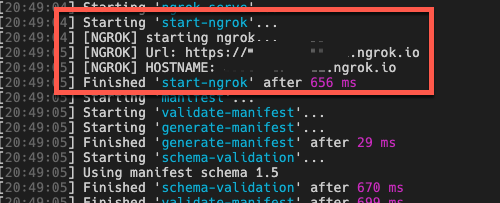 [20:49:04] Starting 'ngrok-serve'...
[20:49:04] Starting 'start-ngrok'...
[20:49:04] [NGROK] starting ngrok...
[20:49:05] [NGROK] Url: https:// .ngrok.io
[20:49:05] [NGROK] HOSTNAME: .ngrok.io
[20:49:05] Finished 'start-ngrok' after 656 ms
[20:49:05] Starting 'manifest'...
[20:49:05] Starting 'validate-manifest'...
[20:49:05] Starting 'generate-manifest'...
[20:49:05] Finished 'generate-manifest' after 29 ms
[20:49:05] Starting 'schema-validation'...
[20:49:05] Using manifest schema 1.5
[20:49:05] Finished 'schema-validation' after 670 ms
[20:49:05] Finished 'validate-manifest' after 699 ms